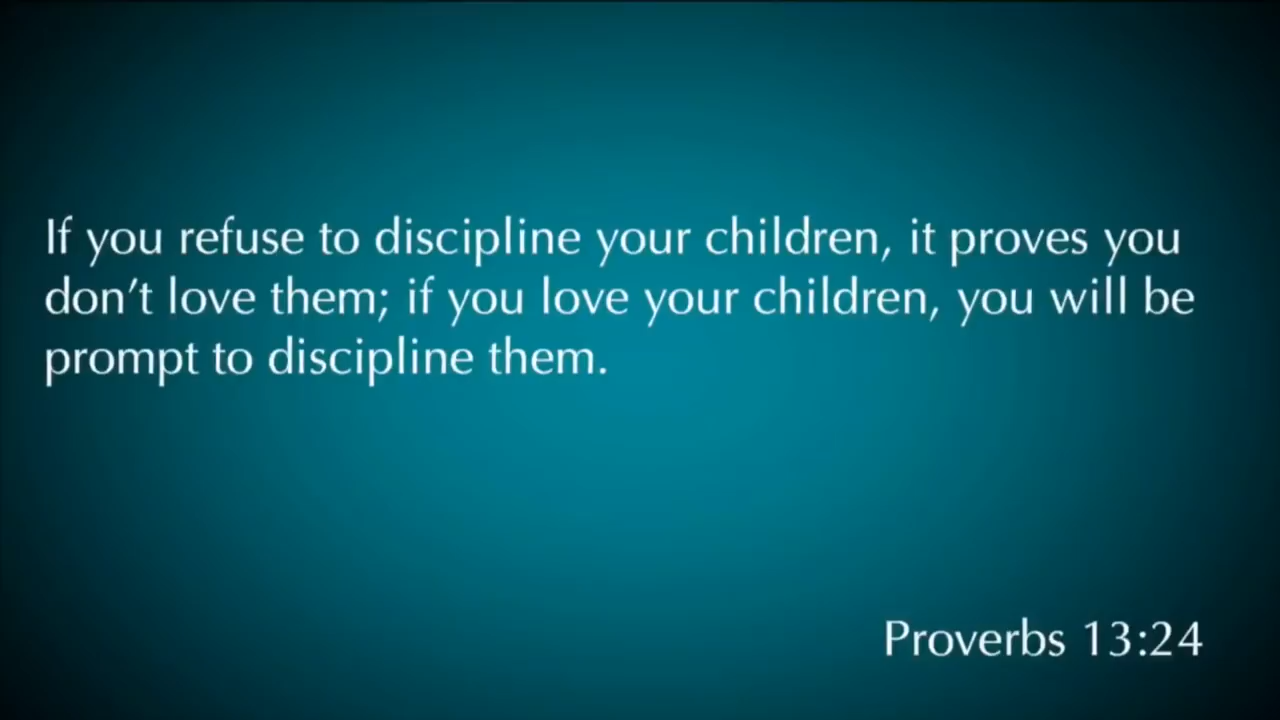 If you refuse to discipline your children, it proves you
don't love them; if you love your children, you will be
prompt to discipline them.
Proverbs 13:24